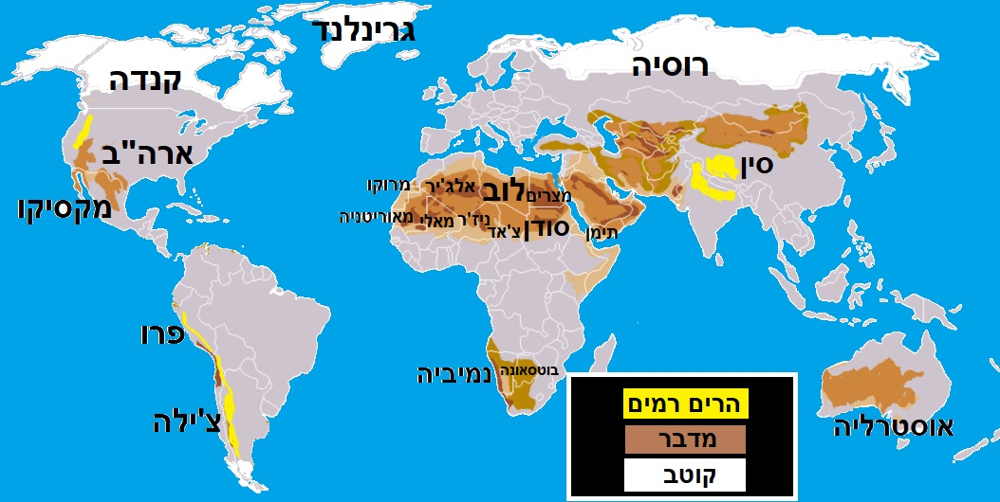 גרינלנד
קנדה
רוסיה
ארה"ב
מקסיקו
סין
מרוקו
אלג'יר
לוב
מצרים
מאוריטניה
מאלי
ניז'ר
צ'אד
סודן
תימן
פרו
צ'ילה
נמיביה
בוטסאוונה
אוסטרליה
הרים רמים
מדבר
קוטב